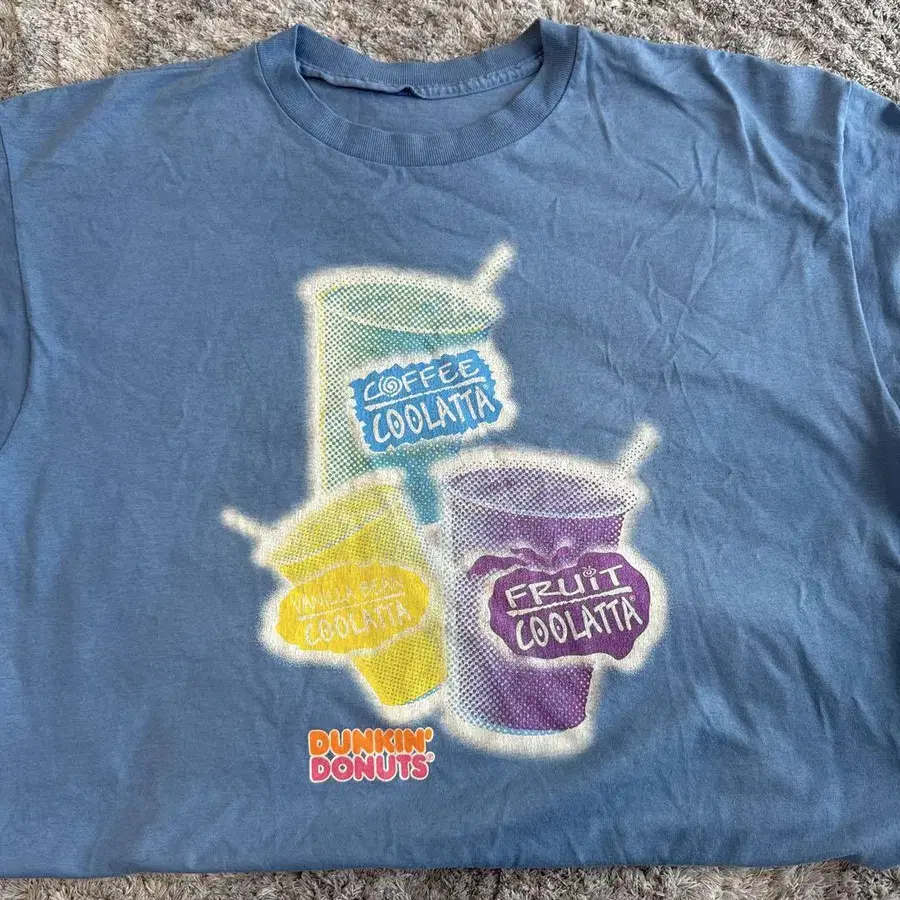 COFFEE
COOLATTA
VANILLA BEAN
COOLATTA
FRUiT
COOLATTA®
DUNKIN'
DONUTS®